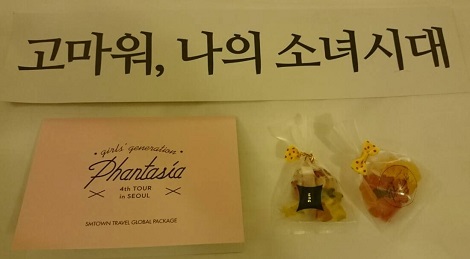 고마워, 나의 소녀시대
girls' generation
Phantasia
4th TOUR
in SEOUL
SMTOWN TRAVEL GLOBAL PACKAGE